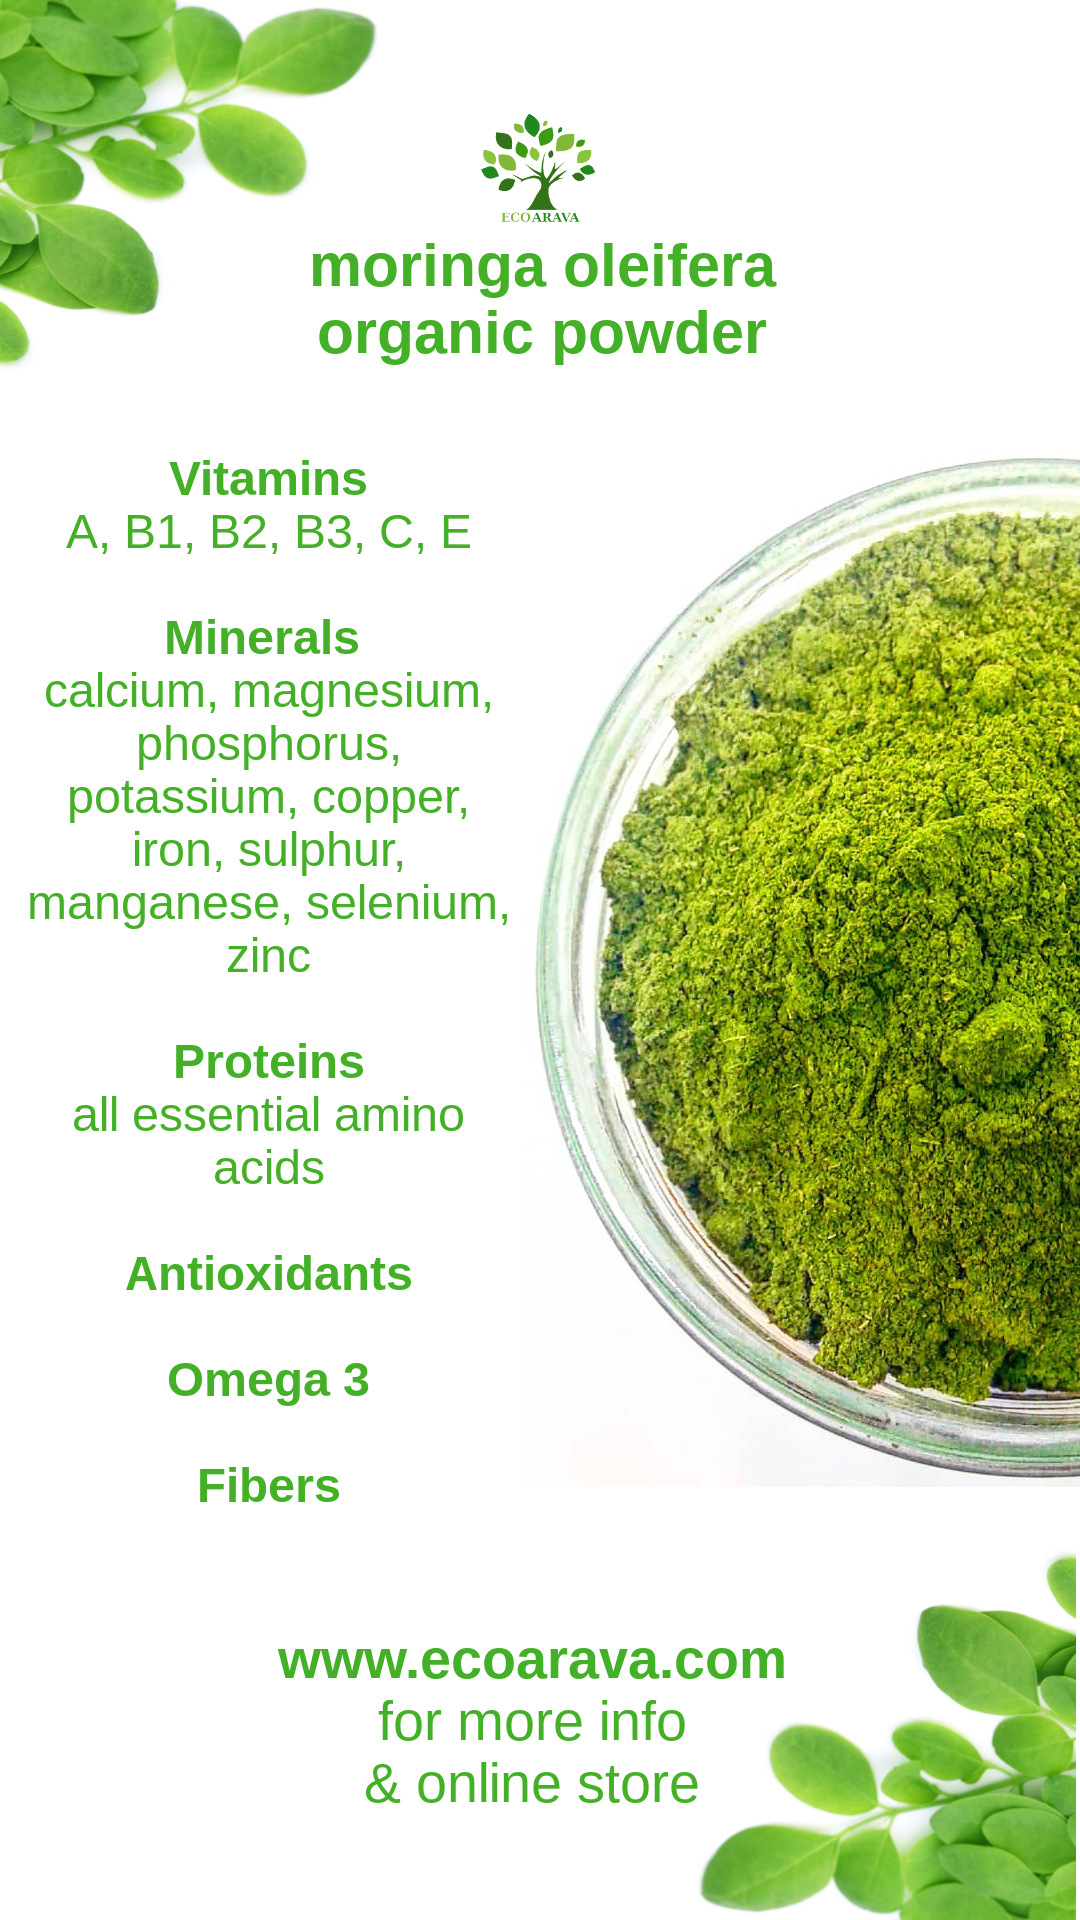 ECOARAVA
moringa oleifera
organic powder
Vitamins
A, B1, B2, B3, C, E
Minerals
calcium, magnesium,
phosphorus,
potassium, copper,
iron, sulphur,
manganese, selenium,
zinc
Proteins
all essential amino
acids
Antioxidants
Omega 3
Fibers
www.ecoarava.com
for more info
& online store